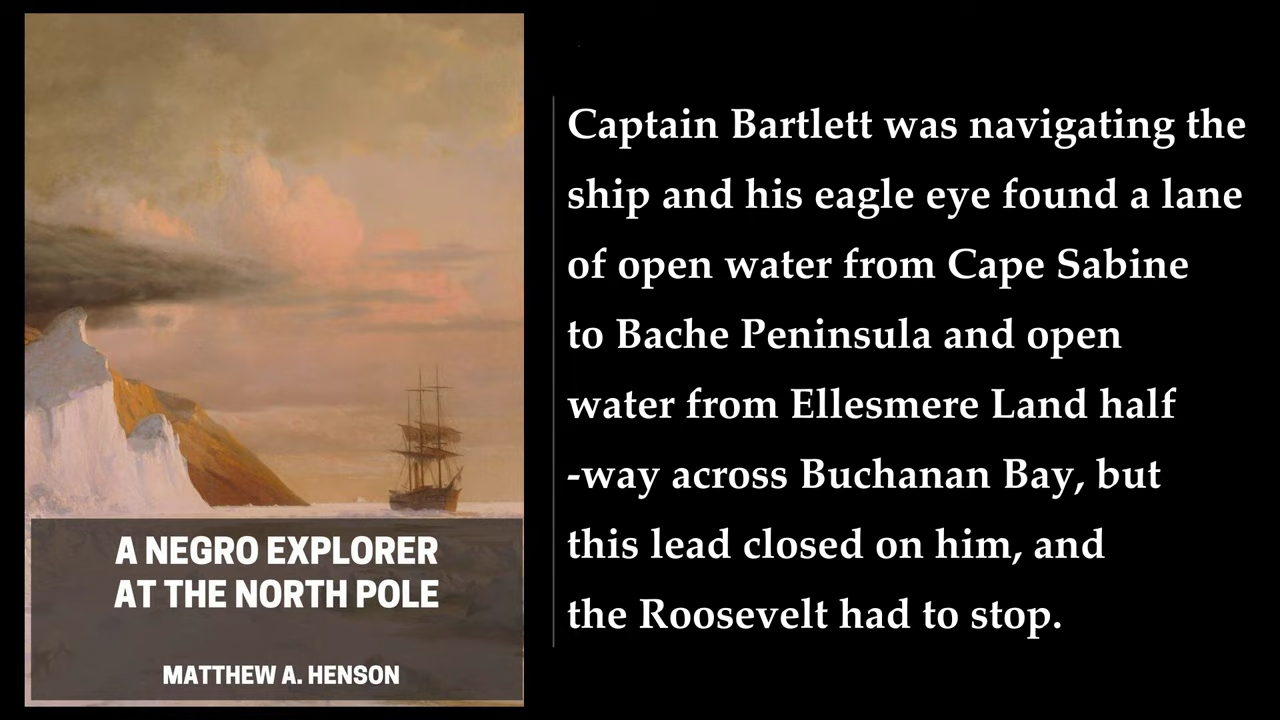 A NEGRO EXPLORER
AT THE NORTH POLE
MATTHEW A. HENSON
Captain Bartlett was navigating the
ship and his eagle eye found a lane
of open water from Cape Sabine
to Bache Peninsula and open
water from Ellesmere Land half
-way across Buchanan Bay, but
this lead closed on him, and
the Roosevelt had to stop.